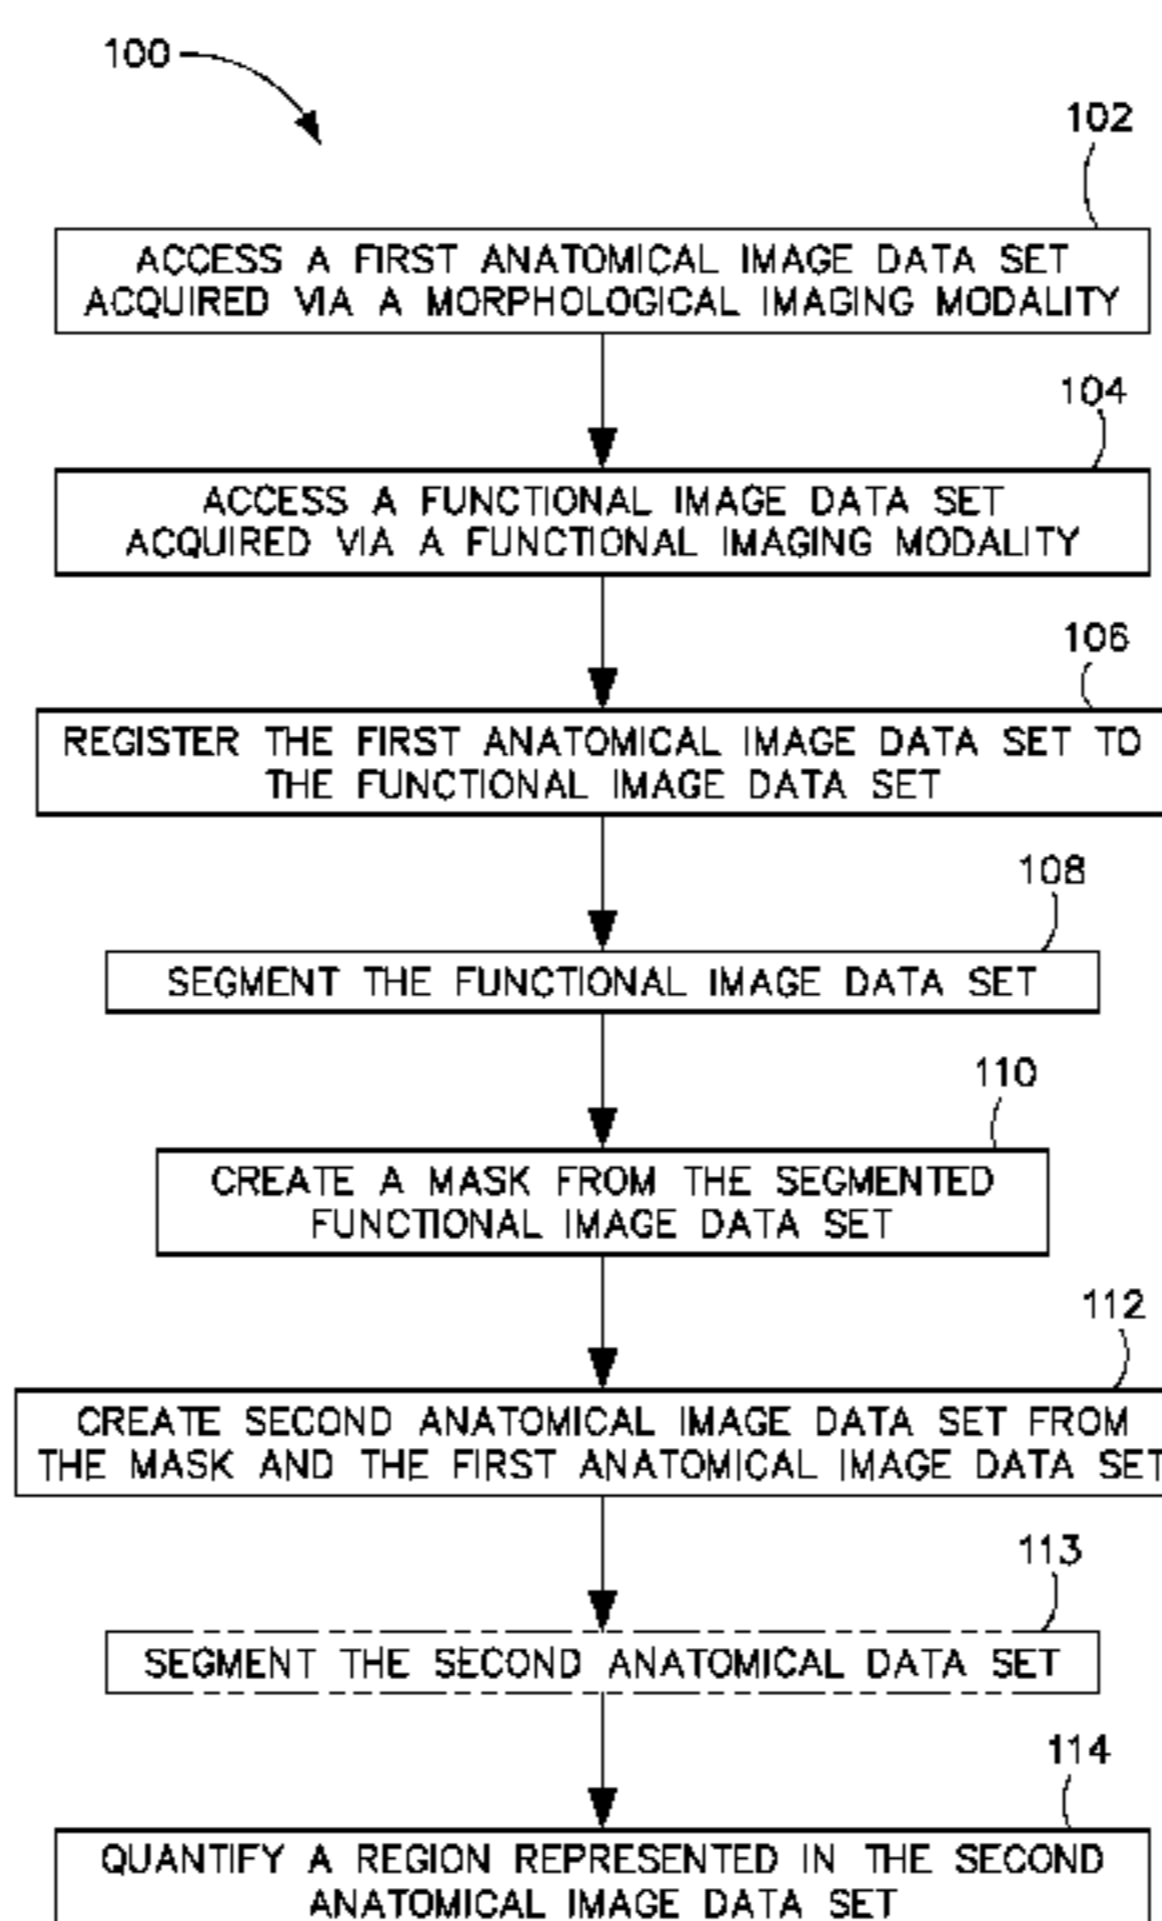 100
102
ACCESS A FIRST ANATOMICAL IMAGE DATA SET
ACQUIRED VIA A MORPHOLOGICAL IMAGING MODALITY
104
ACCESS A FUNCTIONAL IMAGE DATA SET
ACQUIRED VIA A FUNCTIONAL IMAGING MODALITY
106
REGISTER THE FIRST ANATOMICAL IMAGE DATA SET TO
THE FUNCTIONAL IMAGE DATA SET
108
SEGMENT THE FUNCTIONAL IMAGE DATA SET
110
CREATE A MASK FROM THE SEGMENTED
FUNCTIONAL IMAGE DATA SET
112
CREATE SECOND ANATOMICAL IMAGE DATA SET FROM
THE MASK AND THE FIRST ANATOMICAL IMAGE DATA SET
113
SEGMENT THE SECOND ANATOMICAL DATA SET
114
QUANTIFY A REGION REPRESENTED IN THE SECOND
ANATOMICAL IMAGE DATA SET